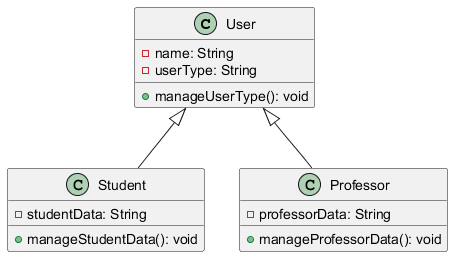 C User
name: String
userType: String
manageUserType(): void
C Student
studentData: String
manageStudentData(): void
C Professor
professorData: String
manageProfessorData(): void